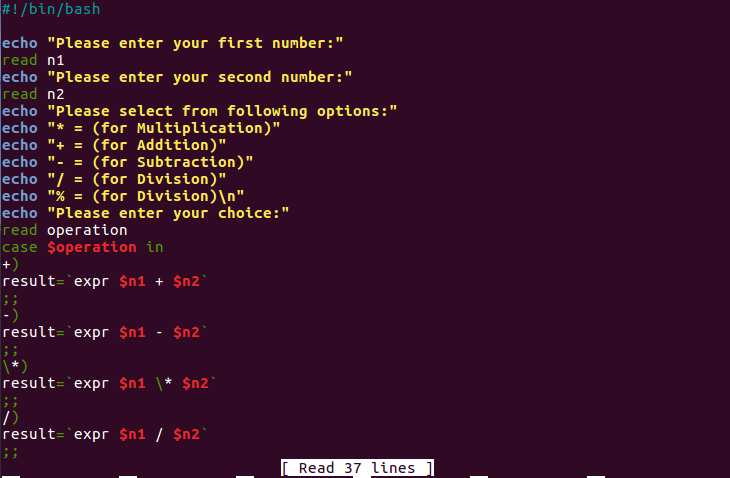 #!/bin/bash
echo "Please enter your first number:"
read n1
echo "Please enter your second number:"
read n2
echo "Please select from following options:"
echo "* = (for Multiplication)"
echo "+ = (for Addition)"
echo "- = (for Subtraction)"
echo "/ = (for Division)"
echo "% = (for Division)\n"
echo "Please enter your choice:"
read operation
case $operation in
+)
result=`expr $n1 + $n2`
;;
-)
result=`expr $n1 - $n2`
;;
\*)
result=`expr $n1 \* $n2`
;;
/)
result=`expr $n1 / $n2`
;;
[ Read 37 lines ]